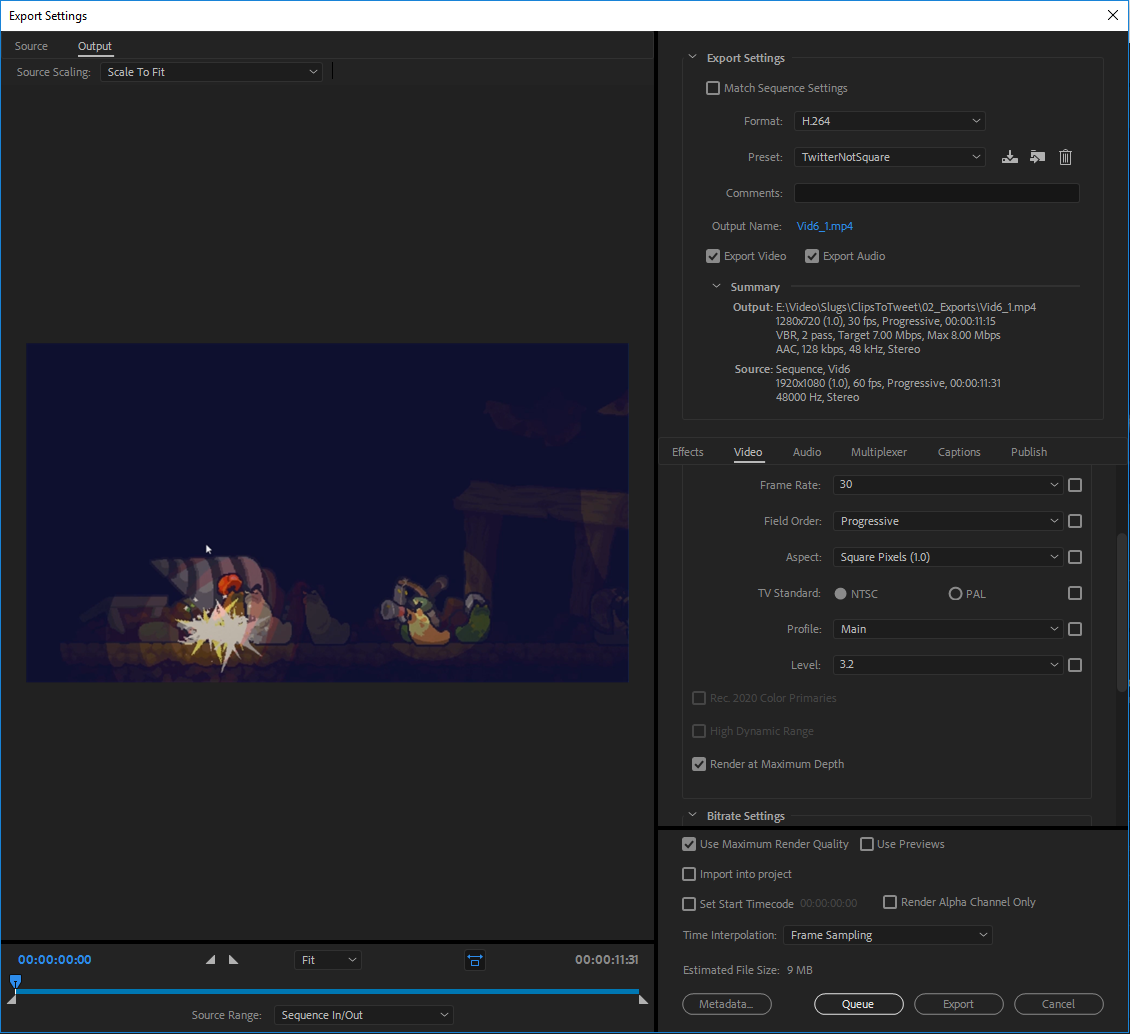 Export Settings
Source Output
Source Scaling: Scale To Fit
Export Settings
Match Sequence Settings
Format: H.264
Preset: TwitterNotSquare
Comments:
Output Name: Vid6_1.mp4
Export Video Export Audio
Summary
Output: E:\Video\Slugs\ClipsToTweet\02_Exports\Vid6_1.mp4
1280x720 (1.0), 30 fps, Progressive, 00:00:11:15
VBR, 2 pass, Target 7.00 Mbps, Max 8.00 Mbps
AAC, 128 kbps, 48 kHz, Stereo
Source: Sequence, Vid6
1920x1080 (1.0), 60 fps, Progressive, 00:00:11:31
48000 Hz, Stereo
Effects Video Audio Multiplexer Captions Publish
Frame Rate: 30
Field Order: Progressive
Aspect: Square Pixels (1.0)
TV Standard: NTSC PAL
Profile: Main
Level: 3.2
Rec. 2020 Color Primaries
High Dynamic Range
Render at Maximum Depth
Bitrate Settings
Use Maximum Render Quality Use Previews
Import into project
Set Start Timecode 00:00:00:00 Render Alpha Channel Only
Time Interpolation: Frame Sampling
Estimated File Size: 9 MB
Metadata... Queue Export Cancel
00:00:00:00 Fit 00:00:11:31
Source Range: Sequence In/Out